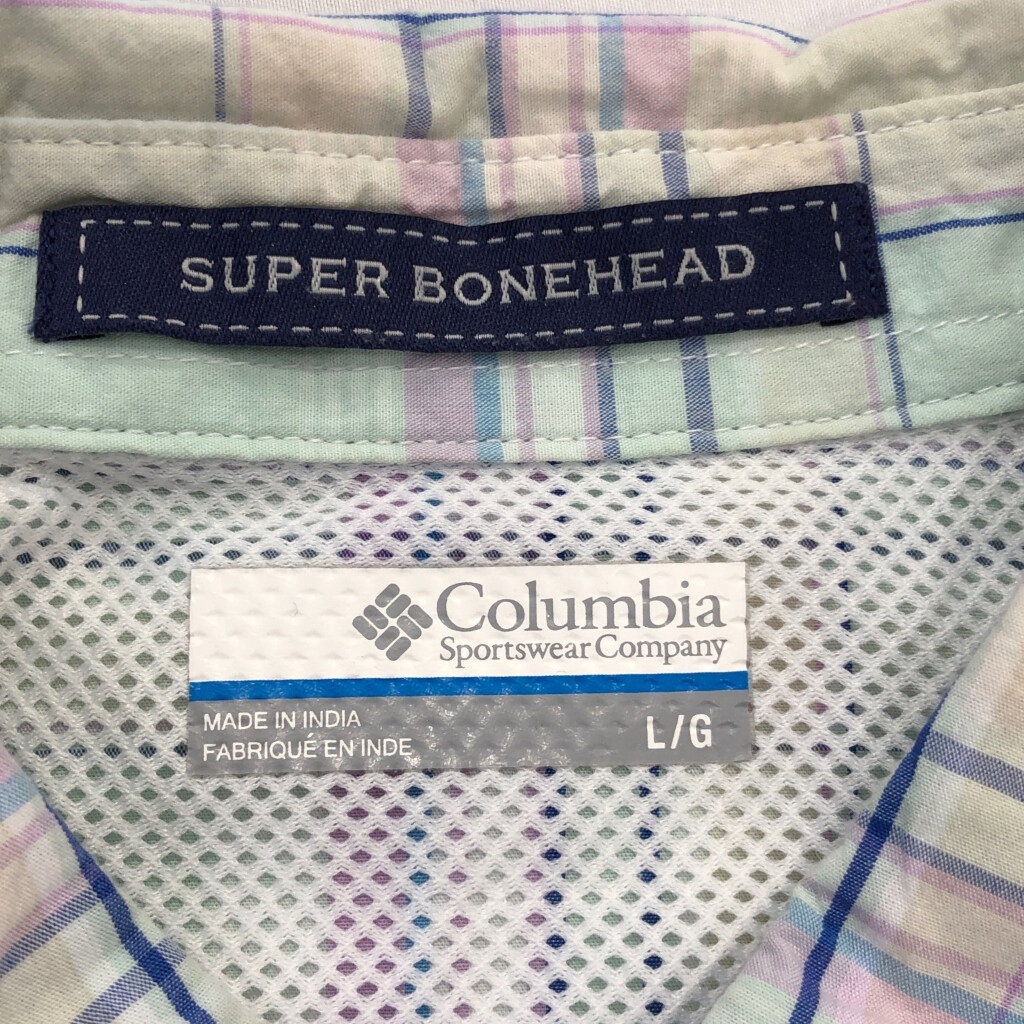 SUPER BONEHEAD
Columbia
Sportswear Company
MADE IN INDIA
FABRIQUÉ EN INDE
L/G